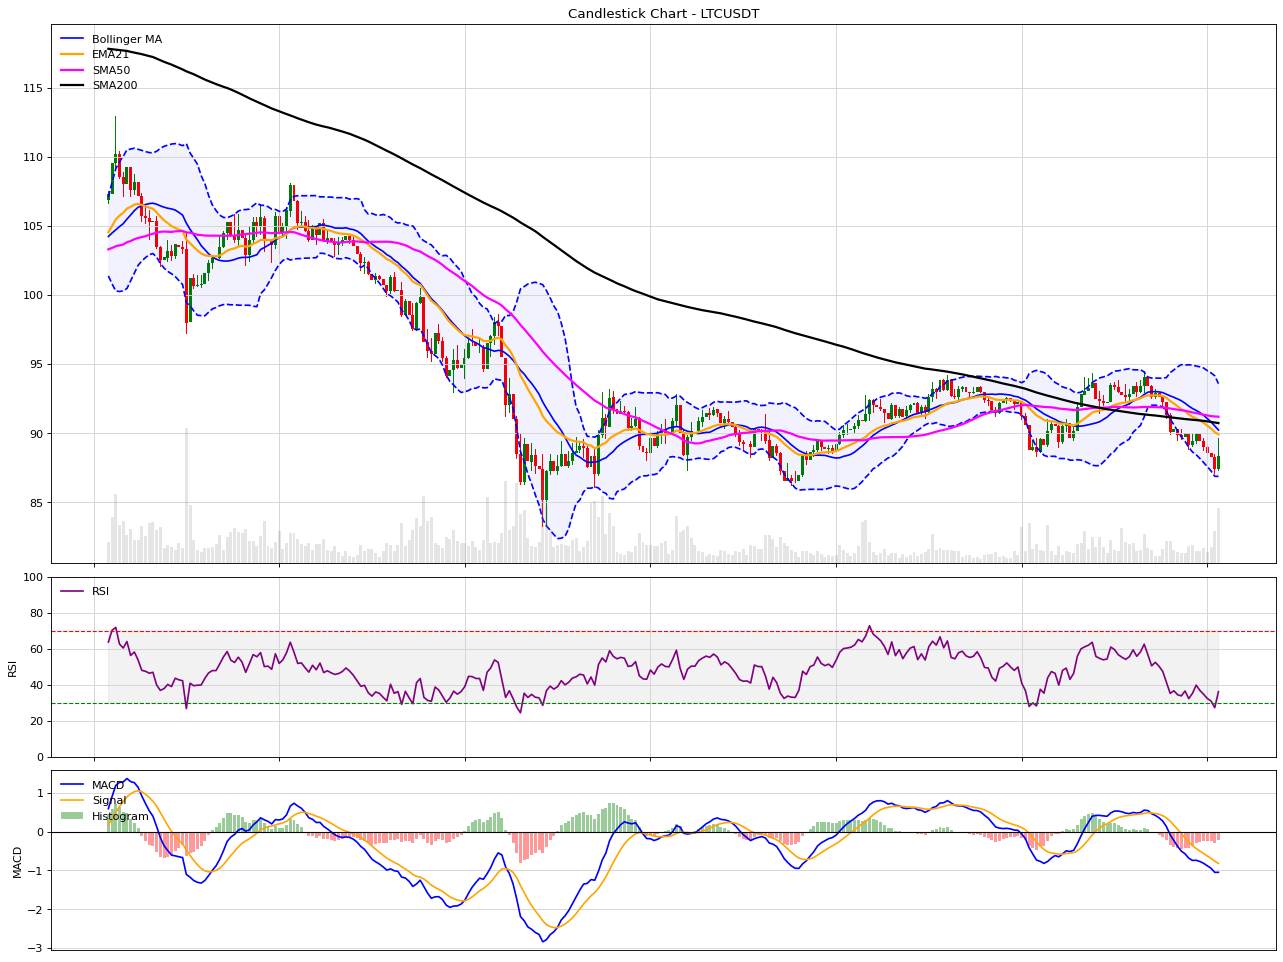 Candlestick Chart - LTCUSDT
Bollinger MA
EMA21
SMA50
SMA200
115
110
105
100
95
90
85
RSI
100
80
60
40
20
0
RSI
MACD
Signal
Histogram
1
0
−1
−2
−3
MACD